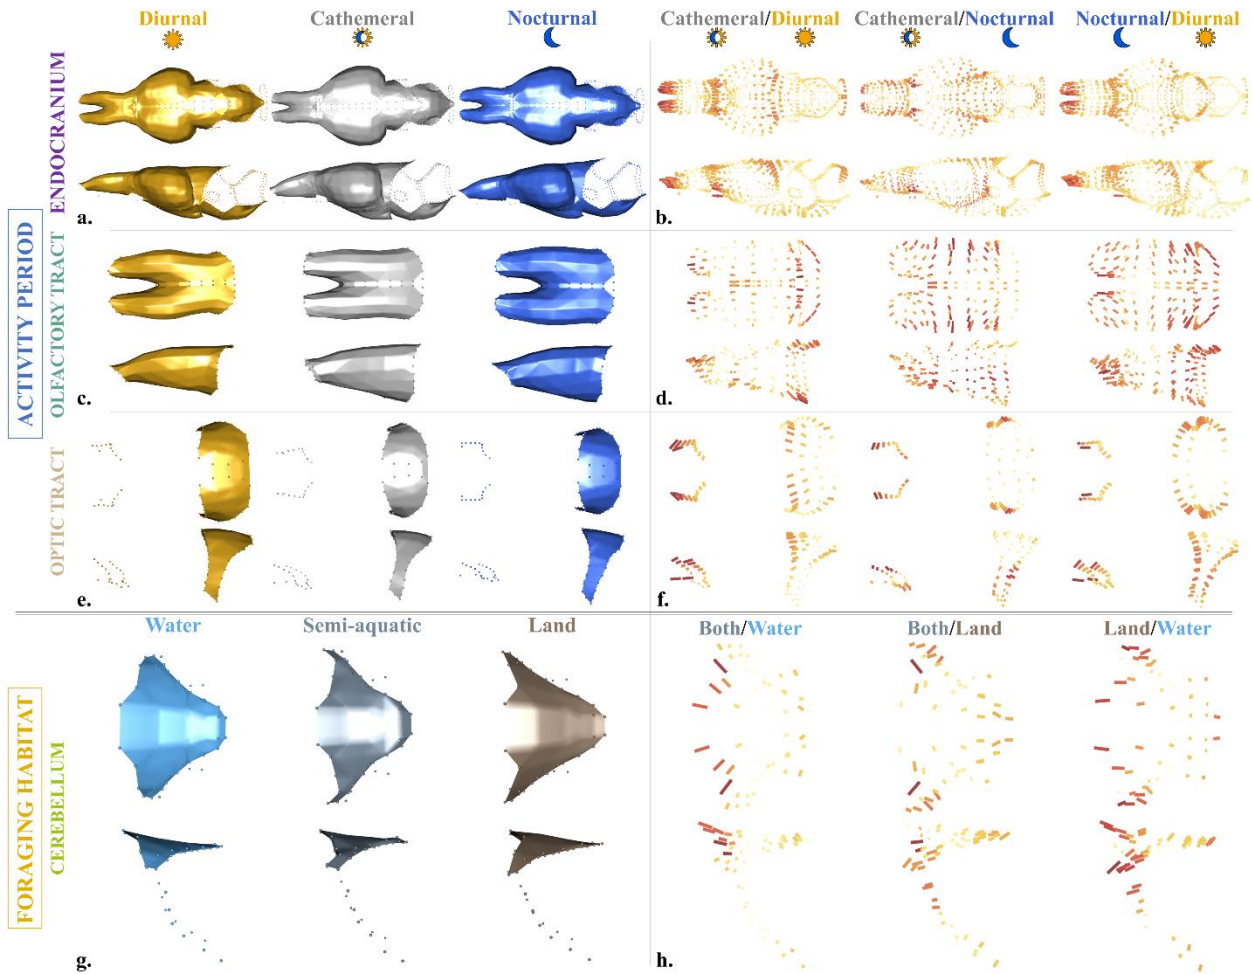 Diurnal
Cathemeral
Nocturnal
Cathemeral/Diurnal
Cathemeral/Nocturnal
Nocturnal/Diurnal
ACTIVITY PERIOD
ENDOCRANIUM
a.
b.
OLFACTORY TRACT
c.
d.
OPTIC TRACT
e.
f.
Water
Semi-aquatic
Land
Both/Water
Both/Land
Land/Water
FORAGING HABITAT
CEREBELLUM
g.
h.